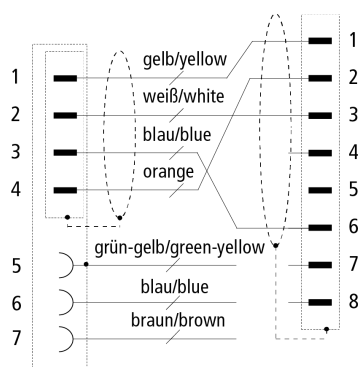 1
gelb/yellow
1
2
weiß/white
2
3
blau/blue
3
4
orange
4
5
6
5
grün-gelb/green-yellow
7
6
blau/blue
8
7
braun/brown